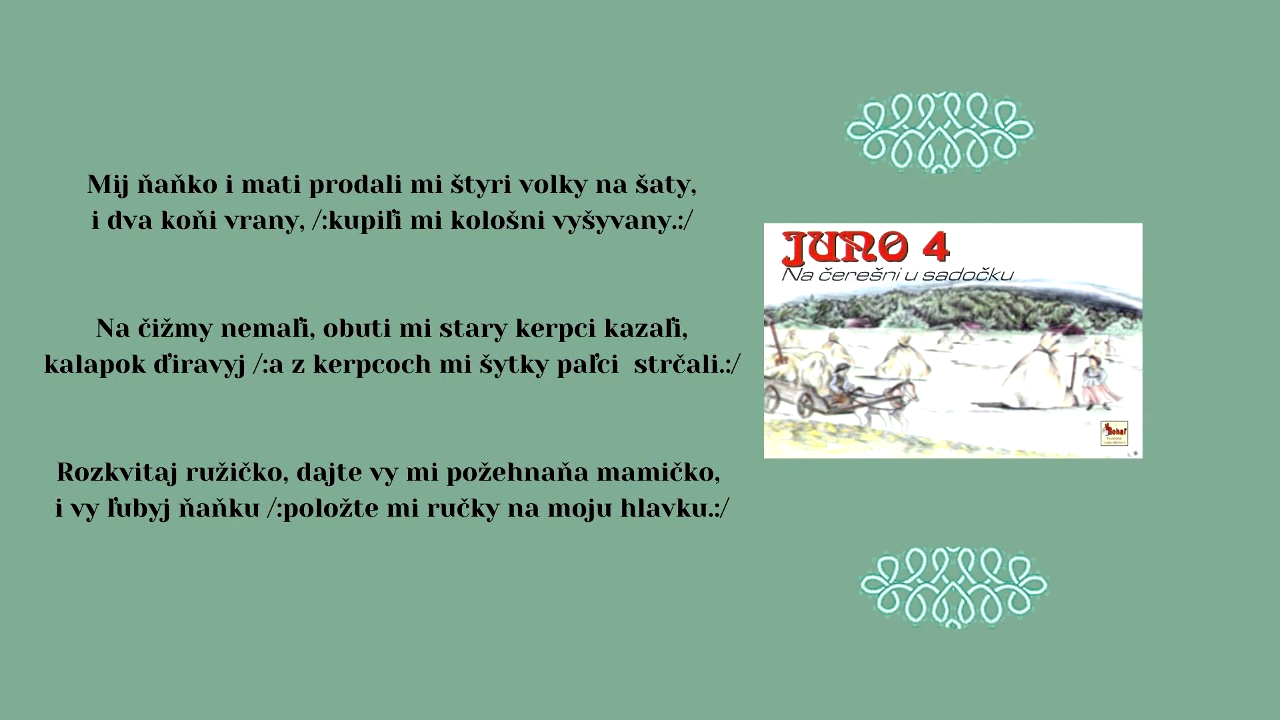 Mij ňaňko i mati prodali mi štyri volky na šaty,
i dva koňi vrany, /:kupiľi mi kološni vyšyvany.:/
Na čižmy nemaľi, obuti mi stary kerpci kazaľi,
kalapok ďiravyj /:a z kerpcoch mi šytky paľci  strčali.:/
Rozkvitaj ružičko, dajte vy mi požehnaňa mamičko,
i vy ľubyj ňaňku /:položte mi ručky na moju hlavku.:/
JUNO 4
Na čerešni u sadočku